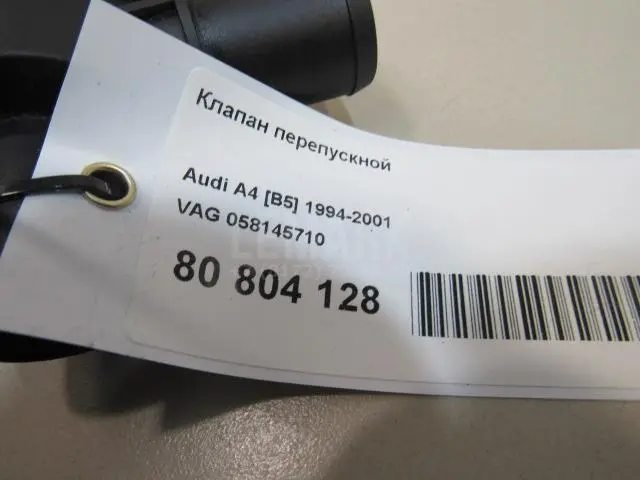 Клапан перепускной
Audi A4 [B5] 1994-2001
VAG 058145710
80 804 128